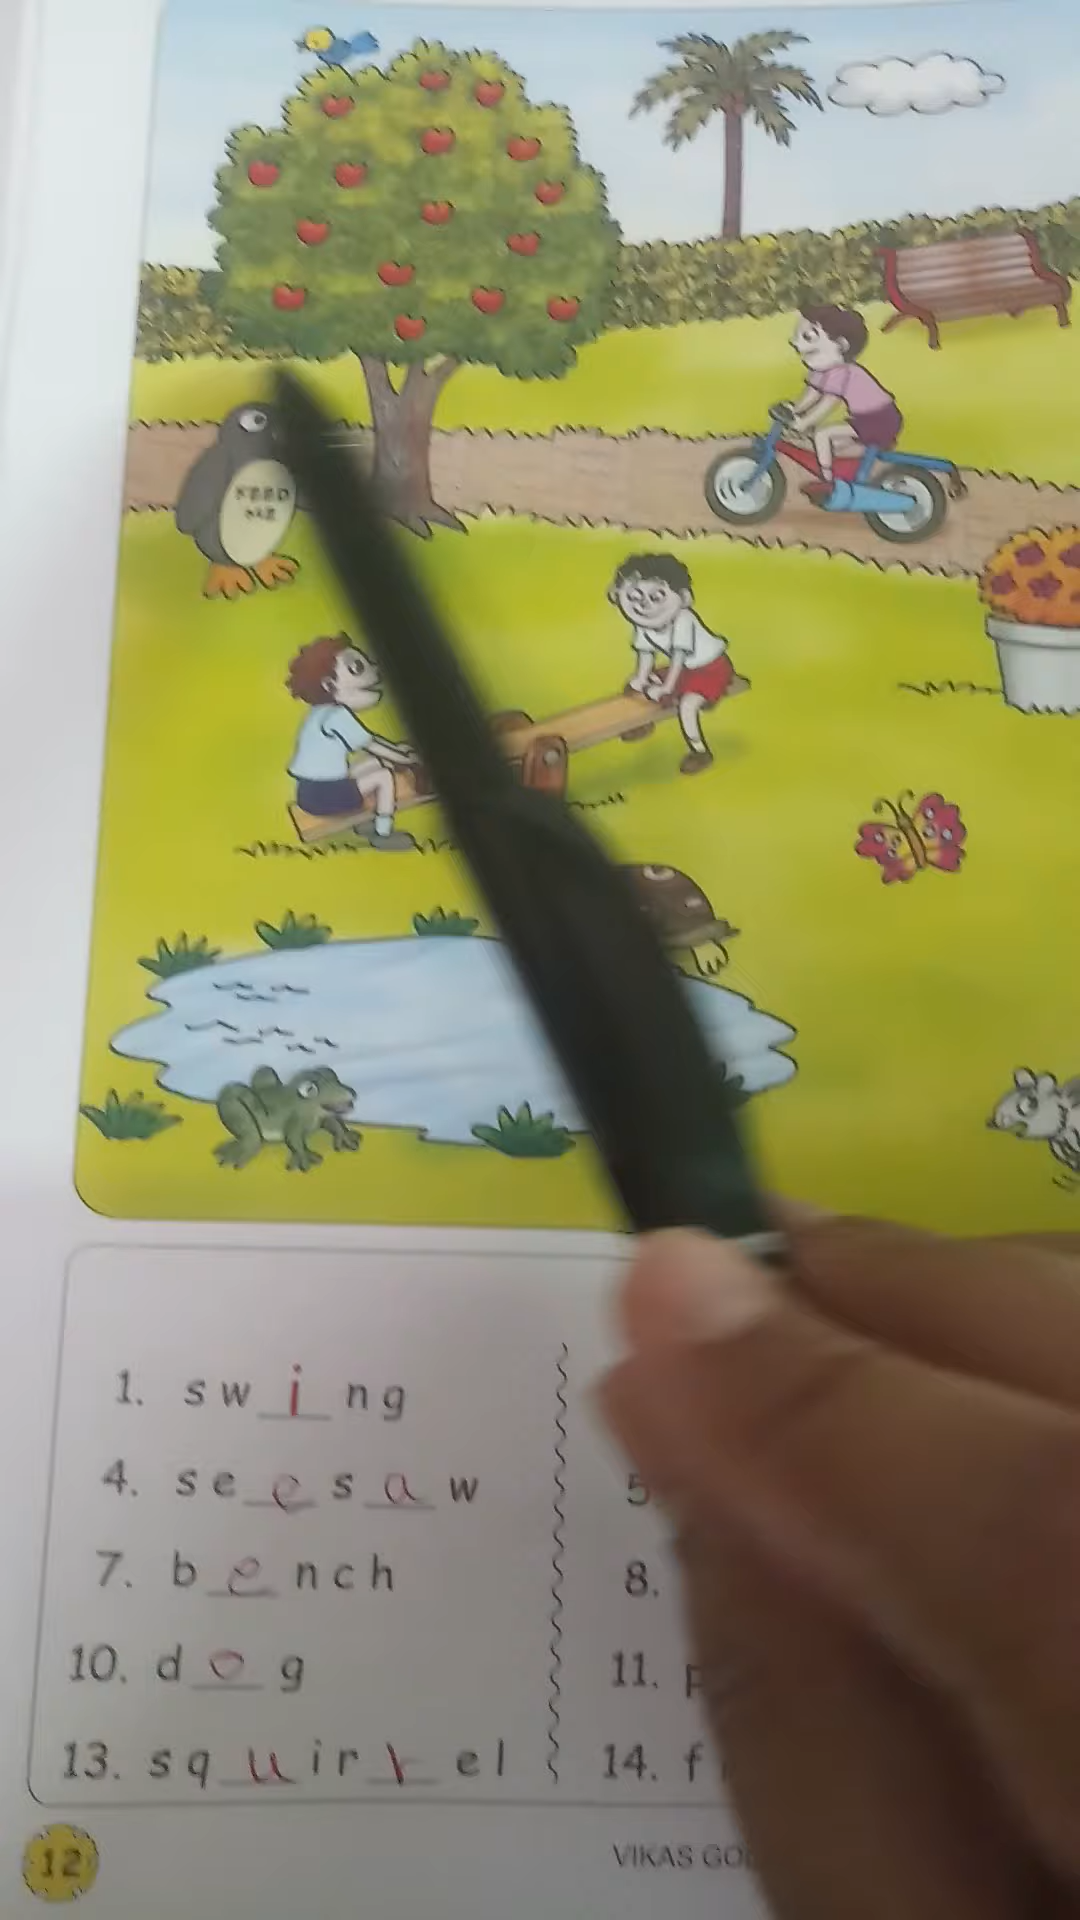 FEED
ME
1. sw i ng
4. se e s a w
5.
7. b e nch
8.
10. d o g
11. p
13. sq u ir r el
14. f
12
VIKAS